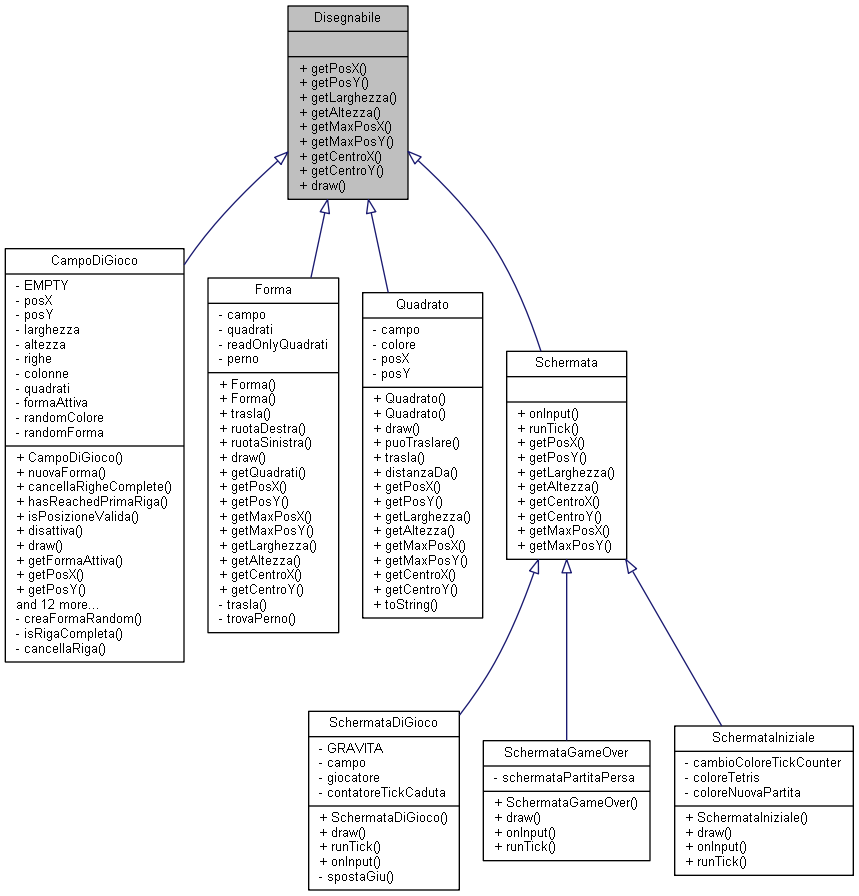 Disegnabile
+ getPosX()
+ getPosY()
+ getLarghezza()
+ getAltezza()
+ getMaxPosX()
+ getMaxPosY()
+ getCentroX()
+ getCentroY()
+ draw()
CampoDiGioco
- EMPTY
- posX
- posY
- larghezza
- altezza
- righe
- colonne
- quadrati
- formaAttiva
- randomColore
- randomForma
+ CampoDiGioco()
+ nuovaForma()
+ cancellaRigheComplete()
+ hasReachedPrimaRiga()
+ isPosizioneValida()
+ disattiva()
+ draw()
+ getFormaAttiva()
+ getPosX()
+ getPosY()
and 12 more...
- creaFormaRandom()
- isRigaCompleta()
- cancellaRiga()
Forma
- campo
- quadrati
- readOnlyQuadrati
- perno
+ Forma()
+ Forma()
+ trasla()
+ ruotaDestra()
+ ruotaSinistra()
+ draw()
+ getQuadrati()
+ getPosX()
+ getPosY()
+ getMaxPosX()
+ getMaxPosY()
+ getLarghezza()
+ getAltezza()
+ getCentroX()
+ getCentroY()
- trasla()
- trovaPerno()
Quadrato
- campo
- colore
- posX
- posY
+ Quadrato()
+ Quadrato()
+ draw()
+ puoTraslare()
+ trasla()
+ distanzaDa()
+ getPosX()
+ getPosY()
+ getLarghezza()
+ getAltezza()
+ getMaxPosX()
+ getMaxPosY()
+ getCentroX()
+ getCentroY()
+ toString()
Schermata
+ onInput()
+ runTick()
+ getPosX()
+ getPosY()
+ getLarghezza()
+ getAltezza()
+ getCentroX()
+ getCentroY()
+ getMaxPosX()
+ getMaxPosY()
SchermataDiGioco
- GRAVITA
- campo
- giocatore
- contatoreTickCaduta
+ SchermataDiGioco()
+ draw()
+ runTick()
+ onInput()
- spostaGiu()
SchermataGameOver
- schermataPartitaPersa
+ SchermataGameOver()
+ draw()
+ onInput()
+ runTick()
SchermataIniziale
- cambioColoreTickCounter
- coloreTetris
- coloreNuovaPartita
+ SchermataIniziale()
+ draw()
+ onInput()
+ runTick()